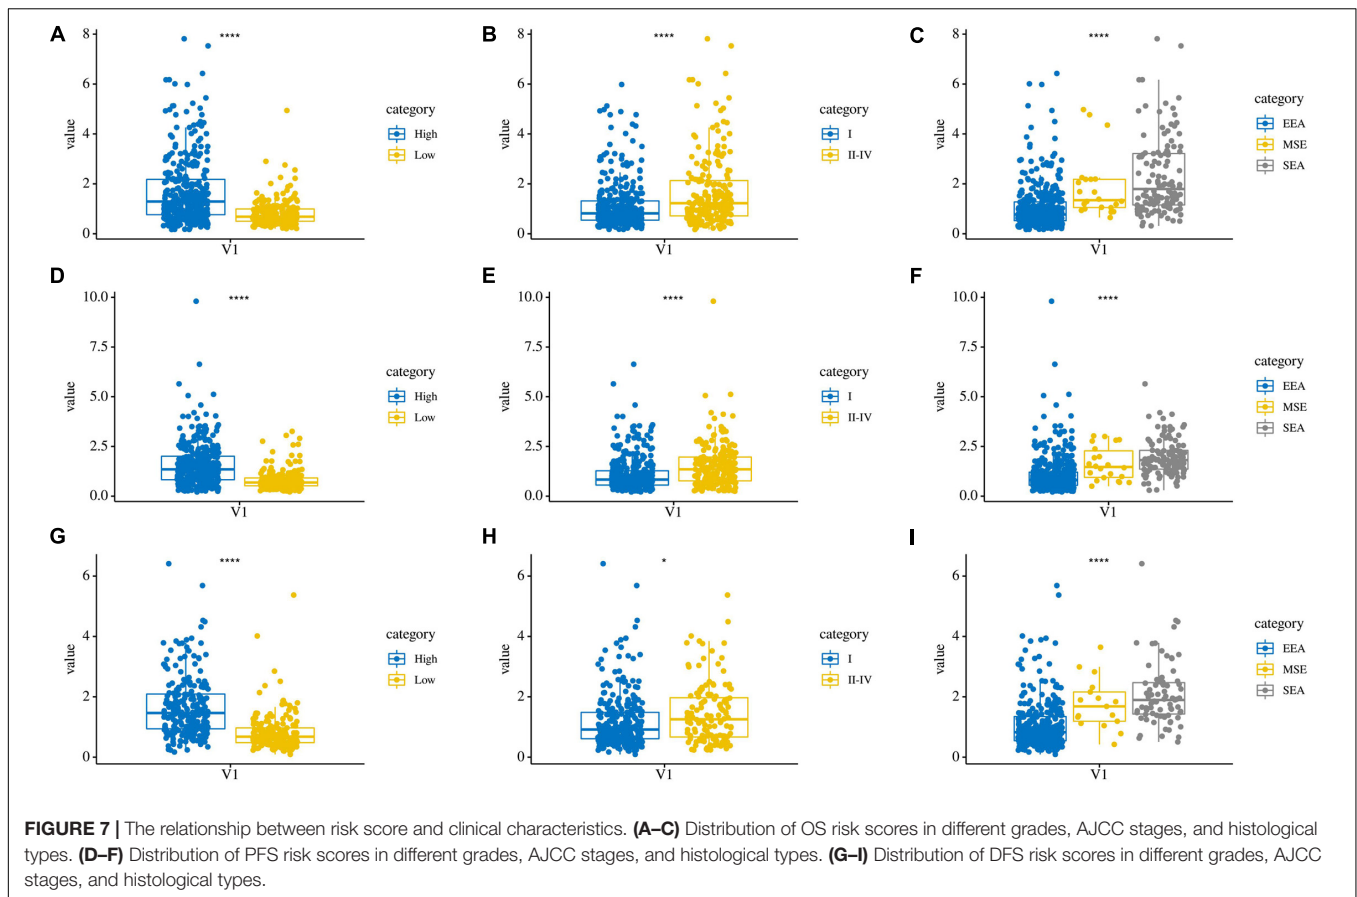 A
8
6
4
2
0
value
****
V1
category
High
Low
B
8
6
4
2
0
value
****
V1
category
I
II-IV
C
8
6
4
2
0
value
****
V1
category
EEA
MSE
SEA
D
10.0
7.5
5.0
2.5
0.0
value
****
V1
category
High
Low
E
10.0
7.5
5.0
2.5
0.0
value
****
V1
category
I
II-IV
F
10.0
7.5
5.0
2.5
0.0
value
****
V1
category
EEA
MSE
SEA
G
6
4
2
0
value
****
V1
category
High
Low
H
6
4
2
0
value
*
V1
category
I
II-IV
I
6
4
2
0
value
****
V1
category
EEA
MSE
SEA
FIGURE 7 | The relationship between risk score and clinical characteristics. (A–C) Distribution of OS risk scores in different grades, AJCC stages, and histological
types. (D–F) Distribution of PFS risk scores in different grades, AJCC stages, and histological types. (G–I) Distribution of DFS risk scores in different grades, AJCC
stages, and histological types.